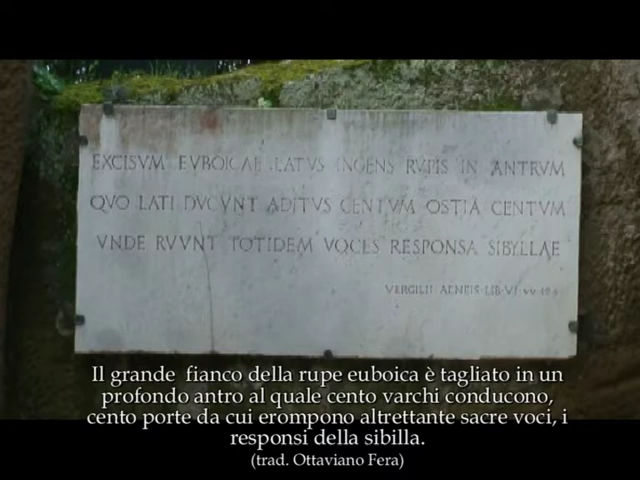 EXCISVM EVBOICAE LATVS INGENS RVPIS IN ANTRVM
QVO LATI DVCVNT ADITVS CENTVM OSTIA CENTVM
VNDE RVVNT TOTIDEM VOCES RESPONSA SIBYLLAE
VERGILII AENEIS·LIB·VI·vv
Il grande fianco della rupe euboica è tagliato in un
profondo antro al quale cento varchi conducono,
cento porte da cui erompono altrettante sacre voci, i
responsi della sibilla.
(trad. Ottaviano Fera)